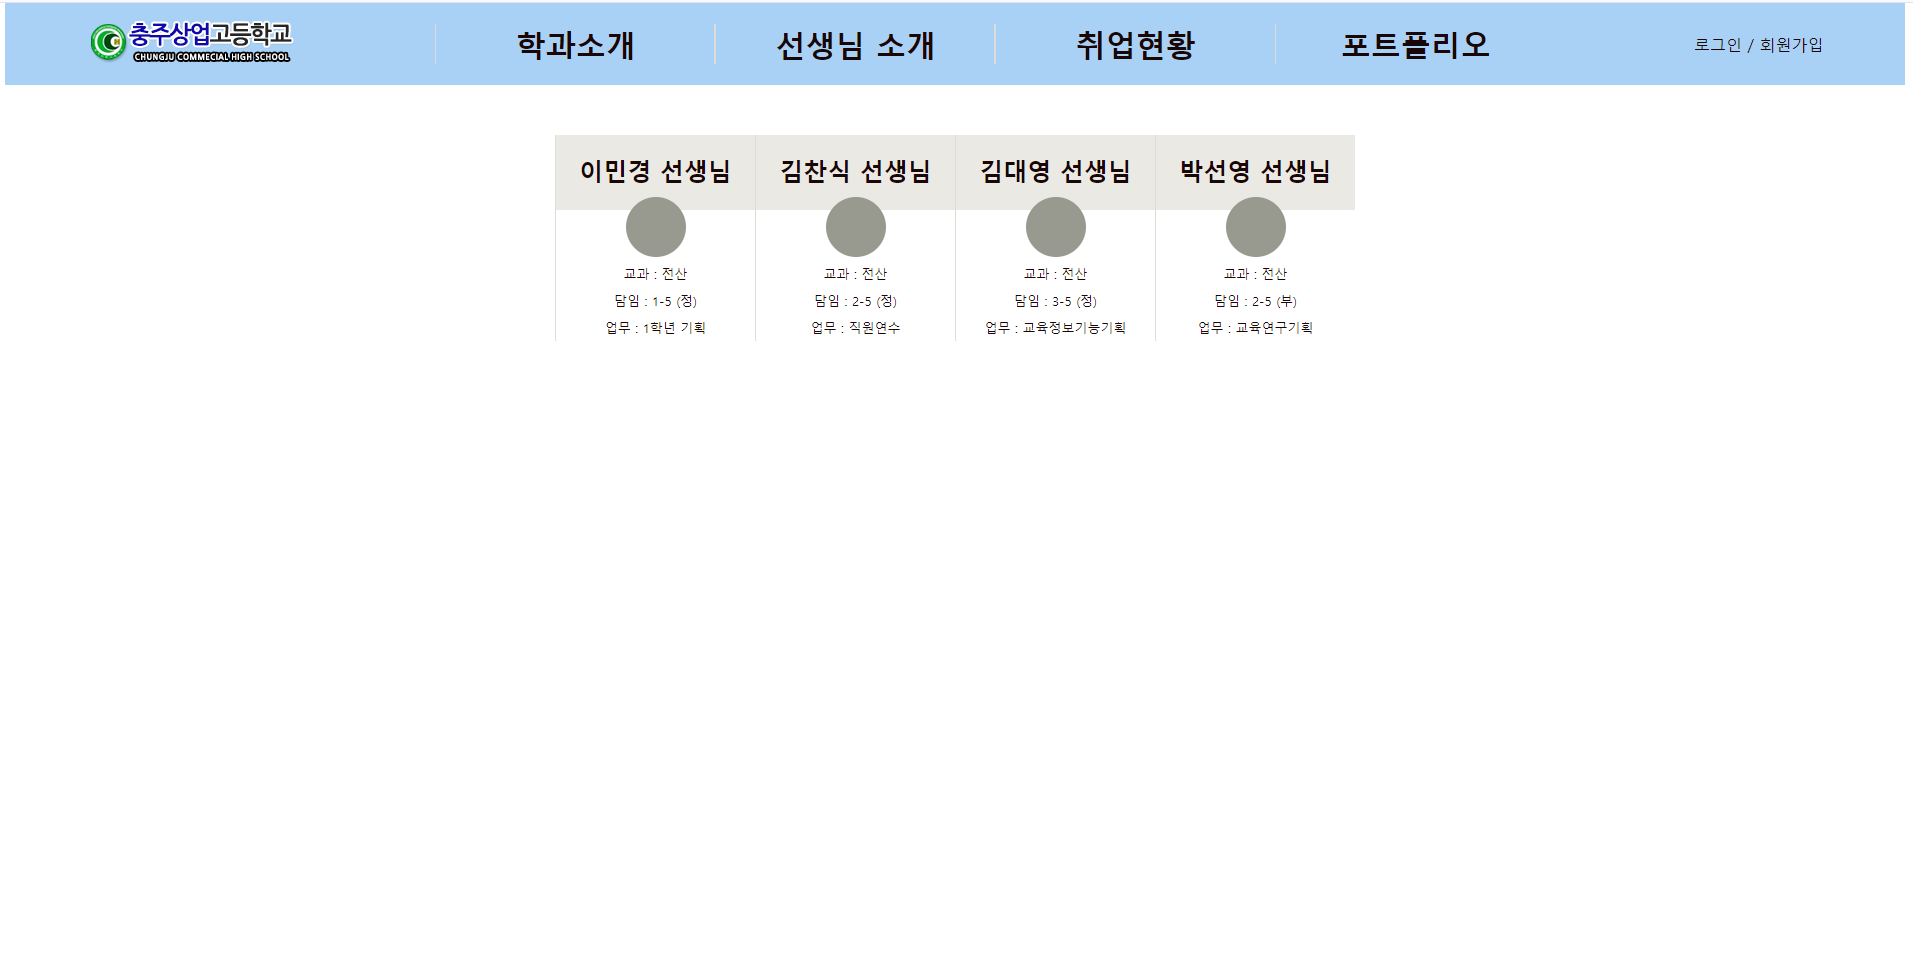 충주상업고등학교
CHUNGJU COMMECIAL HIGH SCHOOL
학과소개
선생님 소개
취업현황
포트폴리오
로그인 / 회원가입
이민경 선생님
교과 : 전산
담임 : 1-5 (정)
업무 : 1학년 기획
김찬식 선생님
교과 : 전산
담임 : 2-5 (정)
업무 : 직원연수
김대영 선생님
교과 : 전산
담임 : 3-5 (정)
업무 : 교육정보기능기획
박선영 선생님
교과 : 전산
담임 : 2-5 (부)
업무 : 교육연구기획